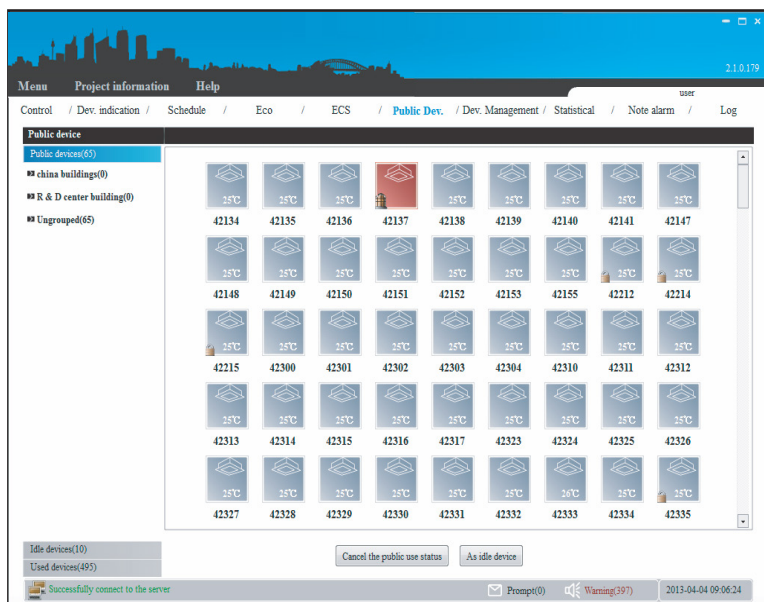 2.1.0.179
Menu Project information Help
user
Control / Dev. indication / Schedule / Eco / ECS / Public Dev. / Dev. Management / Statistical / Note alarm / Log
Public device
Public devices(65)
china buildings(0)
R & D center building(0)
Ungrouped(65)
25℃ 25℃ 25℃ 25℃ 25℃ 25℃ 25℃ 25℃
42134 42135 42136 42137 42138 42139 42140 42141 42147
25℃ 25℃ 25℃ 25℃ 25℃ 25℃ 25℃ 25℃ 25℃
42148 42149 42150 42151 42152 42153 42155 42212 42214
25℃ 25℃ 25℃ 25℃ 25℃ 25℃ 25℃ 25℃ 25℃
42215 42300 42301 42302 42303 42304 42310 42311 42312
25℃ 25℃ 25℃ 25℃ 25℃ 25℃ 25℃ 25℃ 25℃
42313 42314 42315 42316 42317 42323 42324 42325 42326
25℃ 25℃ 25℃ 25℃ 25℃ 25℃ 26℃ 25℃ 25℃
42327 42328 42329 42330 42331 42332 42333 42334 42335
Idle devices(10)
Used devices(495)
Cancel the public use status As idle device
Successfully connect to the server Prompt(0) Warning(397) 2013-04-04 09:06:24